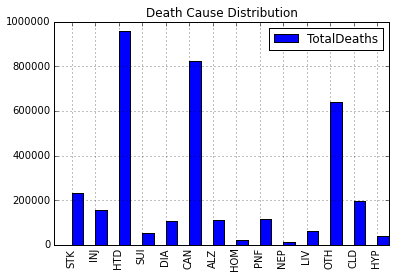 Death Cause Distribution
1000000
TotalDeaths
800000
600000
400000
200000
0
STK INJ HTD SUI DIA CAN ALZ HOM PNF NEP LIV OTH CLD HYP